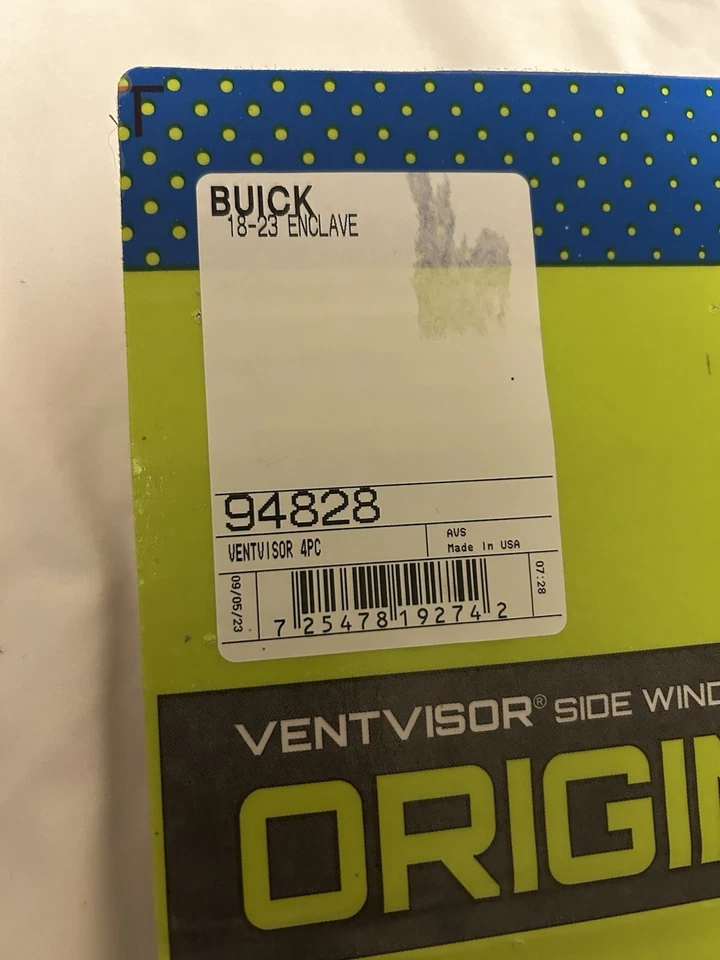 BUICK
18-23 ENCLAVE
94828
VENTVISOR 4PC
AVS
Made In USA
09/05/23
07:28
7 25478 19274 2
VENTVISOR® SIDE WIND
ORIGIN